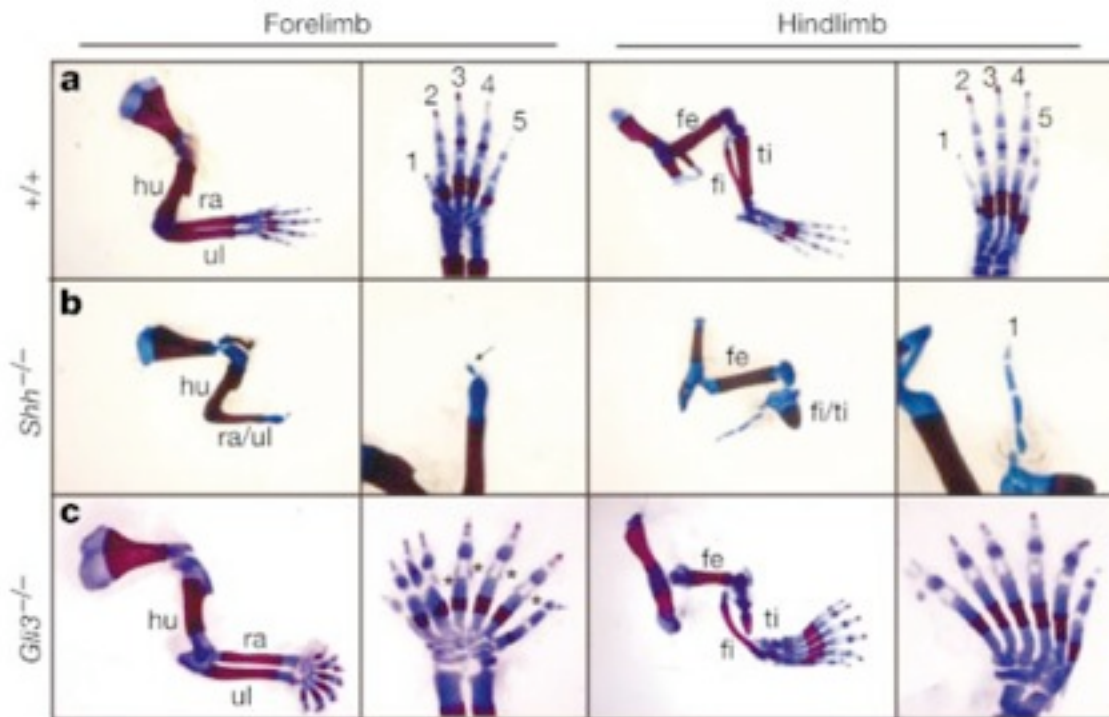 Forelimb Hindlimb
+/+
a
hu
ra
ul
1 2 3 4 5
fe
fi
ti
1 2 3 4 5
Shh−/−
b
hu
ra/ul
fe
fi/ti
1
Gli3−/−
c
hu
ra
ul
* * * *
fe
ti
fi